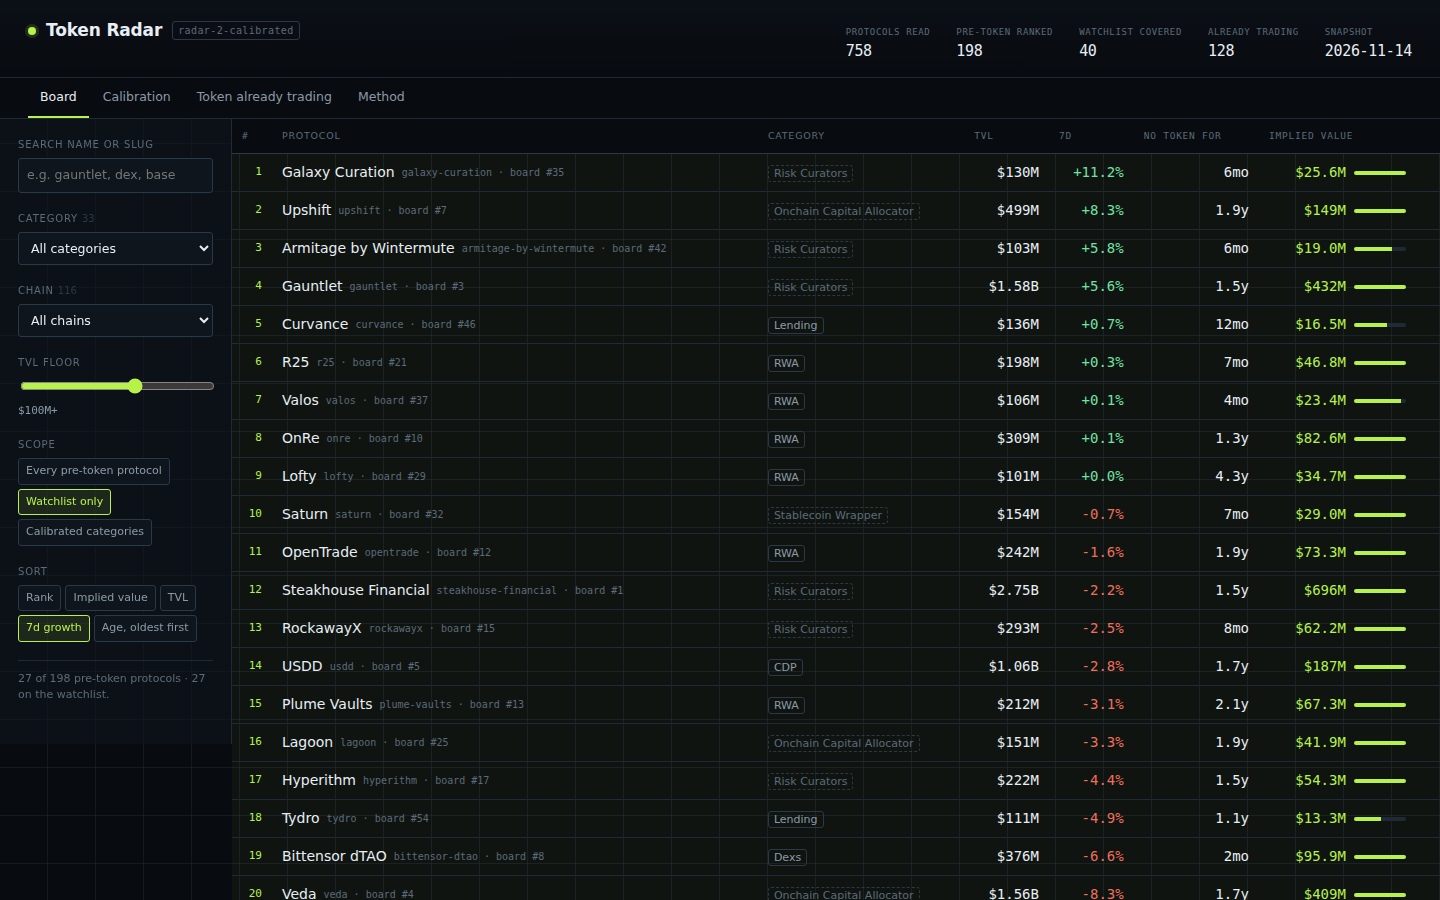 Token Radar radar-2-calibrated
PROTOCOLS READ PRE-TOKEN RANKED WATCHLIST COVERED ALREADY TRADING SNAPSHOT
758 198 40 128 2026-11-14
Board Calibration Token already trading Method
SEARCH NAME OR SLUG
e.g. gauntlet, dex, base
CATEGORY 33
All categories
CHAIN 116
All chains
TVL FLOOR
$100M+
SCOPE
Every pre-token protocol
Watchlist only
Calibrated categories
SORT
Rank Implied value TVL
7d growth Age, oldest first
27 of 198 pre-token protocols · 27
on the watchlist.
# PROTOCOL CATEGORY TVL 7D NO TOKEN FOR IMPLIED VALUE
1 Galaxy Curation galaxy-curation · board #35 Risk Curators $130M +11.2% 6mo $25.6M
2 Upshift upshift · board #7 Onchain Capital Allocator $499M +8.3% 1.9y $149M
3 Armitage by Wintermute armitage-by-wintermute · board #42 Risk Curators $103M +5.8% 6mo $19.0M
4 Gauntlet gauntlet · board #3 Risk Curators $1.58B +5.6% 1.5y $432M
5 Curvance curvance · board #46 Lending $136M +0.7% 12mo $16.5M
6 R25 r25 · board #21 RWA $198M +0.3% 7mo $46.8M
7 Valos valos · board #37 RWA $106M +0.1% 4mo $23.4M
8 OnRe onre · board #10 RWA $309M +0.1% 1.3y $82.6M
9 Lofty lofty · board #29 RWA $101M +0.0% 4.3y $34.7M
10 Saturn saturn · board #32 Stablecoin Wrapper $154M -0.7% 7mo $29.0M
11 OpenTrade opentrade · board #12 RWA $242M -1.6% 1.9y $73.3M
12 Steakhouse Financial steakhouse-financial · board #1 Risk Curators $2.75B -2.2% 1.5y $696M
13 RockawayX rockawayx · board #15 Risk Curators $293M -2.5% 8mo $62.2M
14 USDD usdd · board #5 CDP $1.06B -2.8% 1.7y $187M
15 Plume Vaults plume-vaults · board #13 RWA $212M -3.1% 2.1y $67.3M
16 Lagoon lagoon · board #25 Onchain Capital Allocator $151M -3.3% 1.9y $41.9M
17 Hyperithm hyperithm · board #17 Risk Curators $222M -4.4% 1.5y $54.3M
18 Tydro tydro · board #54 Lending $111M -4.9% 1.1y $13.3M
19 Bittensor dTAO bittensor-dtao · board #8 Dexs $376M -6.6% 2mo $95.9M
20 Veda veda · board #4 Onchain Capital Allocator $1.56B -8.3% 1.7y $409M